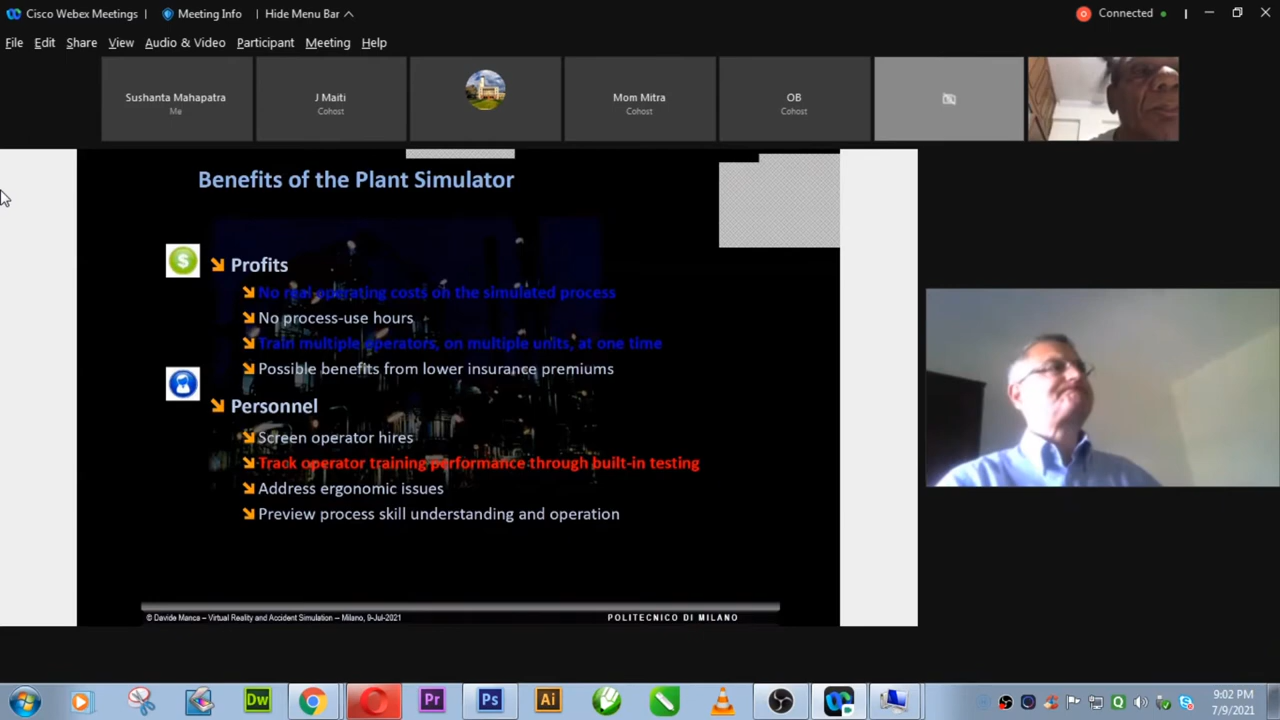 Cisco Webex Meetings
Meeting Info
Hide Menu Bar
Connected
File Edit Share View Audio & Video Participant Meeting Help
Sushanta Mahapatra
Me
J Maiti
Cohost
Mom Mitra
Cohost
OB
Cohost
Benefits of the Plant Simulator
$
Profits
No real operating costs on the simulated process
No process-use hours
Train multiple operators, on multiple units, at one time
Possible benefits from lower insurance premiums
Personnel
Screen operator hires
Track operator training performance through built-in testing
Address ergonomic issues
Preview process skill understanding and operation
© Davide Manca – Virtual Reality and Accident Simulation – Milano, 9-Jul-2021
POLITECNICO DI MILANO
Dw
Pr
Ps
Ai
9:02 PM
7/9/2021